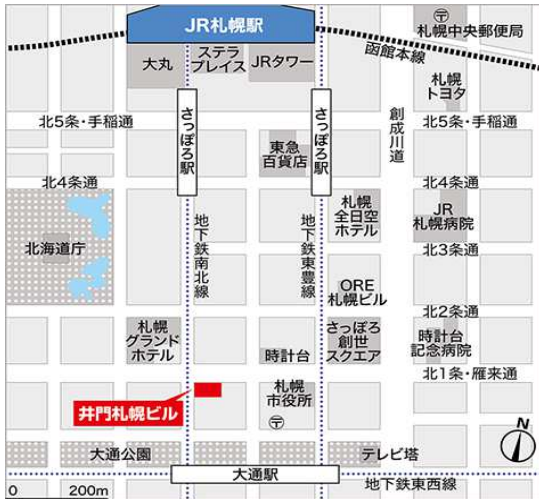 JR札幌駅
札幌中央郵便局
函館本線
大丸
ステラ
プレイス
JRタワー
札幌
トヨタ
さっぽろ駅
さっぽろ駅
創成川道
北5条・手稲通
北5条・手稲通
東急
百貨店
北4条通
北4条通
札幌
全日空
ホテル
JR
札幌病院
地下鉄南北線
地下鉄東豊線
北海道庁
北3条通
ORE
札幌ビル
北2条通
札幌
グランド
ホテル
時計台
さっぽろ
創世
スクエア
時計台
記念病院
北1条・雁来通
井門札幌ビル
札幌
市役所
N
大通公園
テレビ塔
大通駅
地下鉄東西線
0 200m